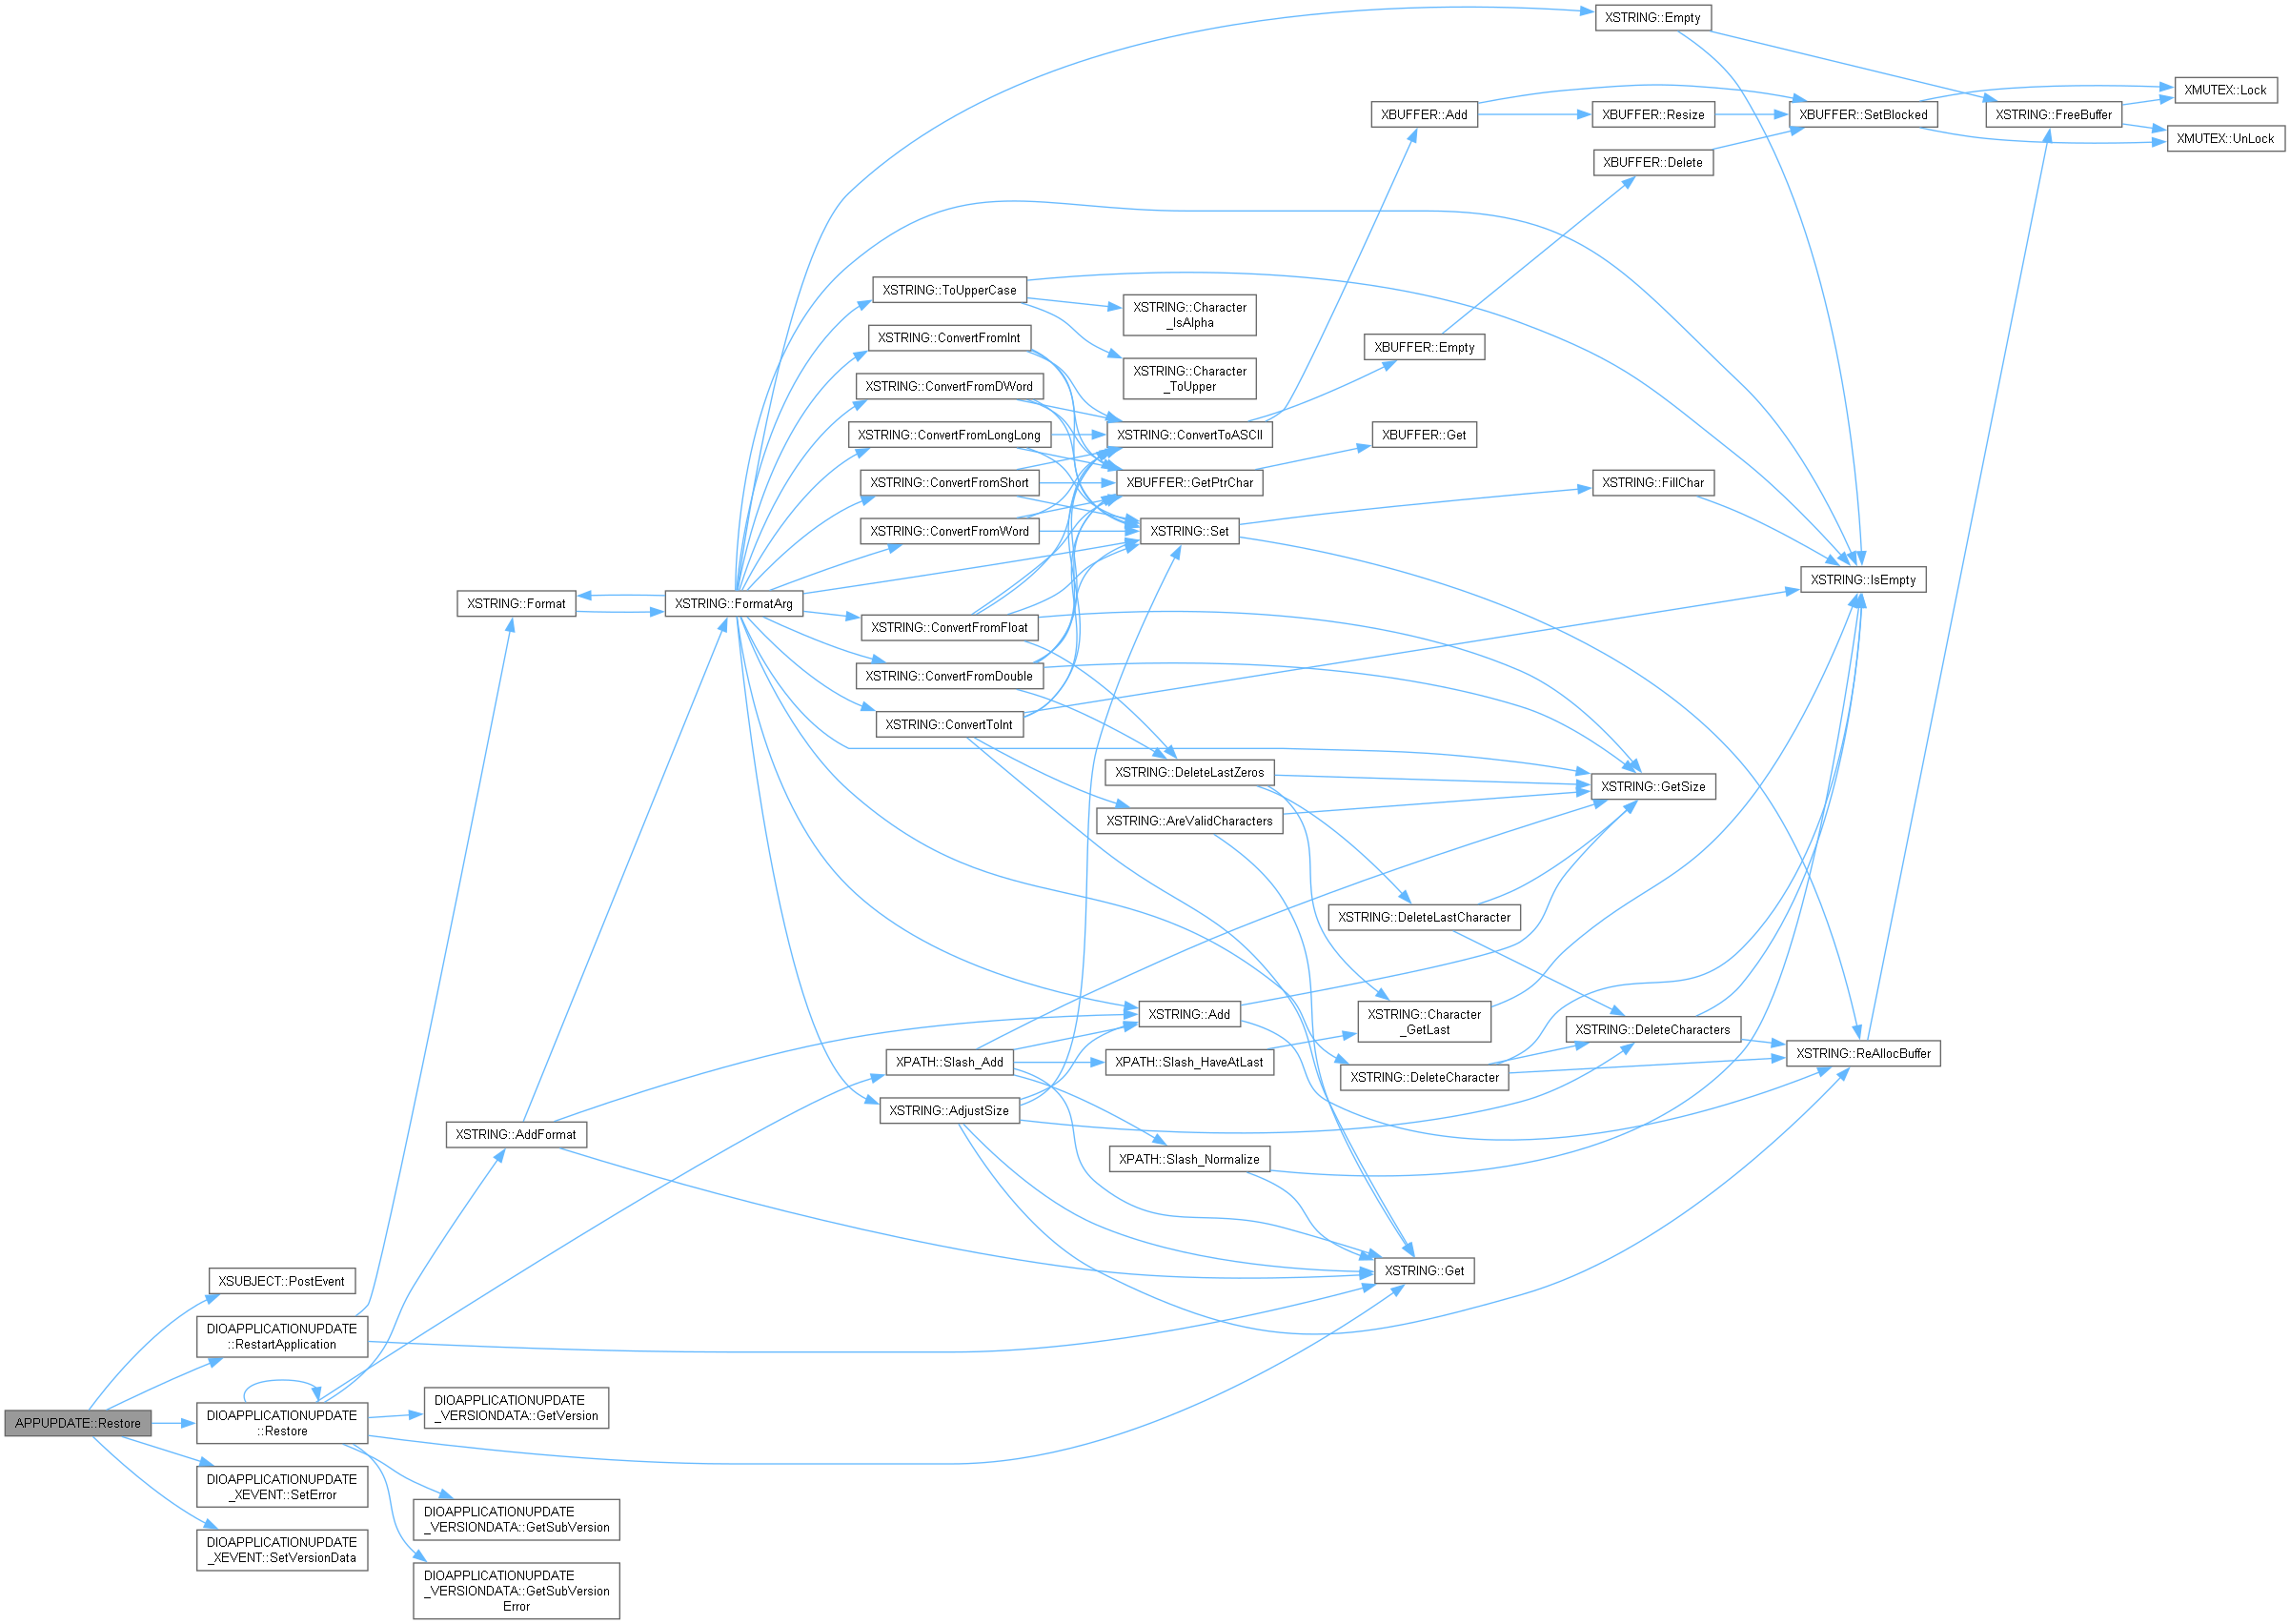 XSTRING::Empty
XMUTEX::Lock
XBUFFER::Add
XBUFFER::Resize
XBUFFER::SetBlocked
XSTRING::FreeBuffer
XMUTEX::UnLock
XBUFFER::Delete
XSTRING::ToUpperCase
XSTRING::Character
_IsAlpha
XSTRING::ConvertFromInt
XBUFFER::Empty
XSTRING::Character
_ToUpper
XSTRING::ConvertFromDWord
XSTRING::ConvertFromLongLong
XSTRING::ConvertToASCII
XBUFFER::Get
XSTRING::ConvertFromShort
XBUFFER::GetPtrChar
XSTRING::FillChar
XSTRING::ConvertFromWord
XSTRING::Set
XSTRING::IsEmpty
XSTRING::Format
XSTRING::FormatArg
XSTRING::ConvertFromFloat
XSTRING::ConvertFromDouble
XSTRING::ConvertToInt
XSTRING::DeleteLastZeros
XSTRING::GetSize
XSTRING::AreValidCharacters
XSTRING::DeleteLastCharacter
XSTRING::Add
XSTRING::Character
_GetLast
XSTRING::DeleteCharacters
XSTRING::ReAllocBuffer
XPATH::Slash_Add
XPATH::Slash_HaveAtLast
XSTRING::DeleteCharacter
XSTRING::AdjustSize
XSTRING::AddFormat
XPATH::Slash_Normalize
XSTRING::Get
XSUBJECT::PostEvent
DIOAPPLICATIONUPDATE
::RestartApplication
DIOAPPLICATIONUPDATE
_VERSIONDATA::GetVersion
APPUPDATE::Restore
DIOAPPLICATIONUPDATE
::Restore
DIOAPPLICATIONUPDATE
_XEVENT::SetError
DIOAPPLICATIONUPDATE
_VERSIONDATA::GetSubVersion
DIOAPPLICATIONUPDATE
_XEVENT::SetVersionData
DIOAPPLICATIONUPDATE
_VERSIONDATA::GetSubVersion
Error